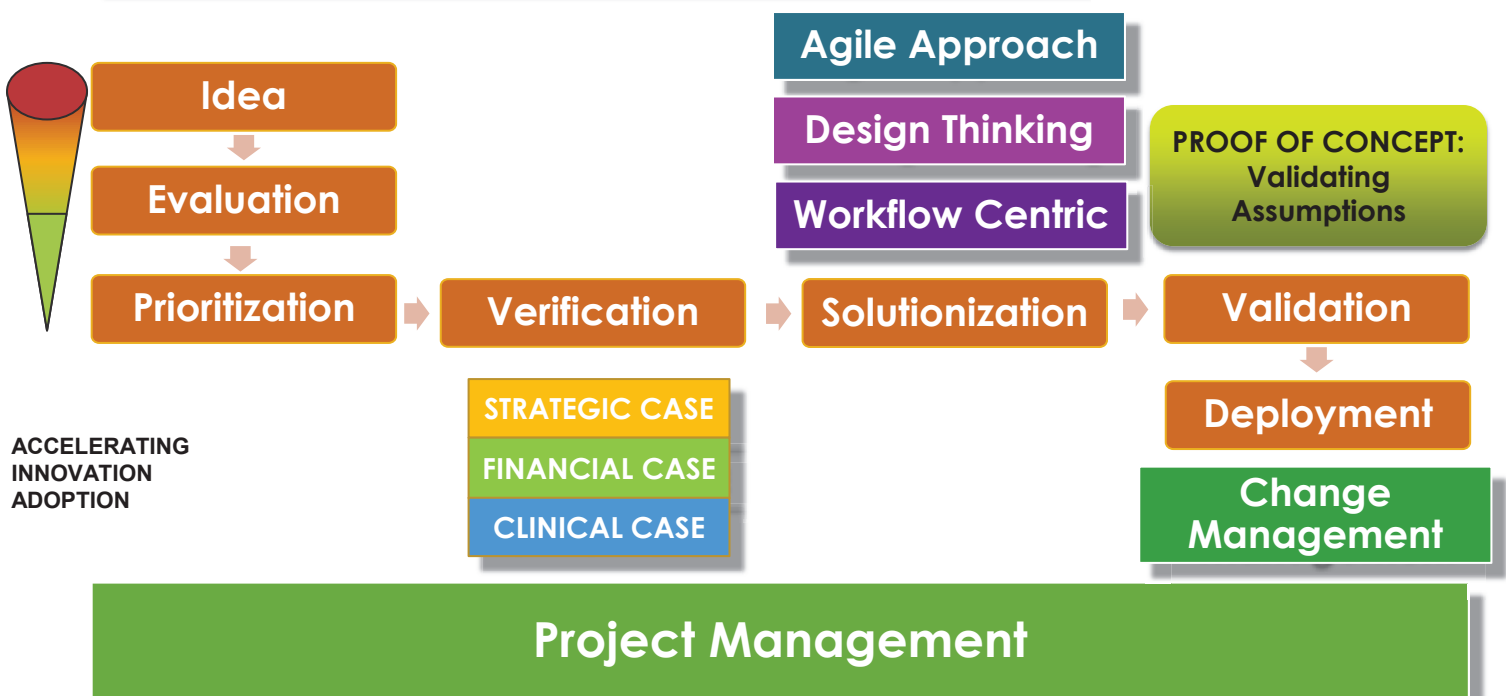 Idea
Evaluation
Prioritization
Verification
STRATEGIC CASE
FINANCIAL CASE
CLINICAL CASE
Agile Approach
Design Thinking
Workflow Centric
Solutionization
PROOF OF CONCEPT:
Validating
Assumptions
Validation
Deployment
Change
Management
ACCELERATING
INNOVATION
ADOPTION
Project Management